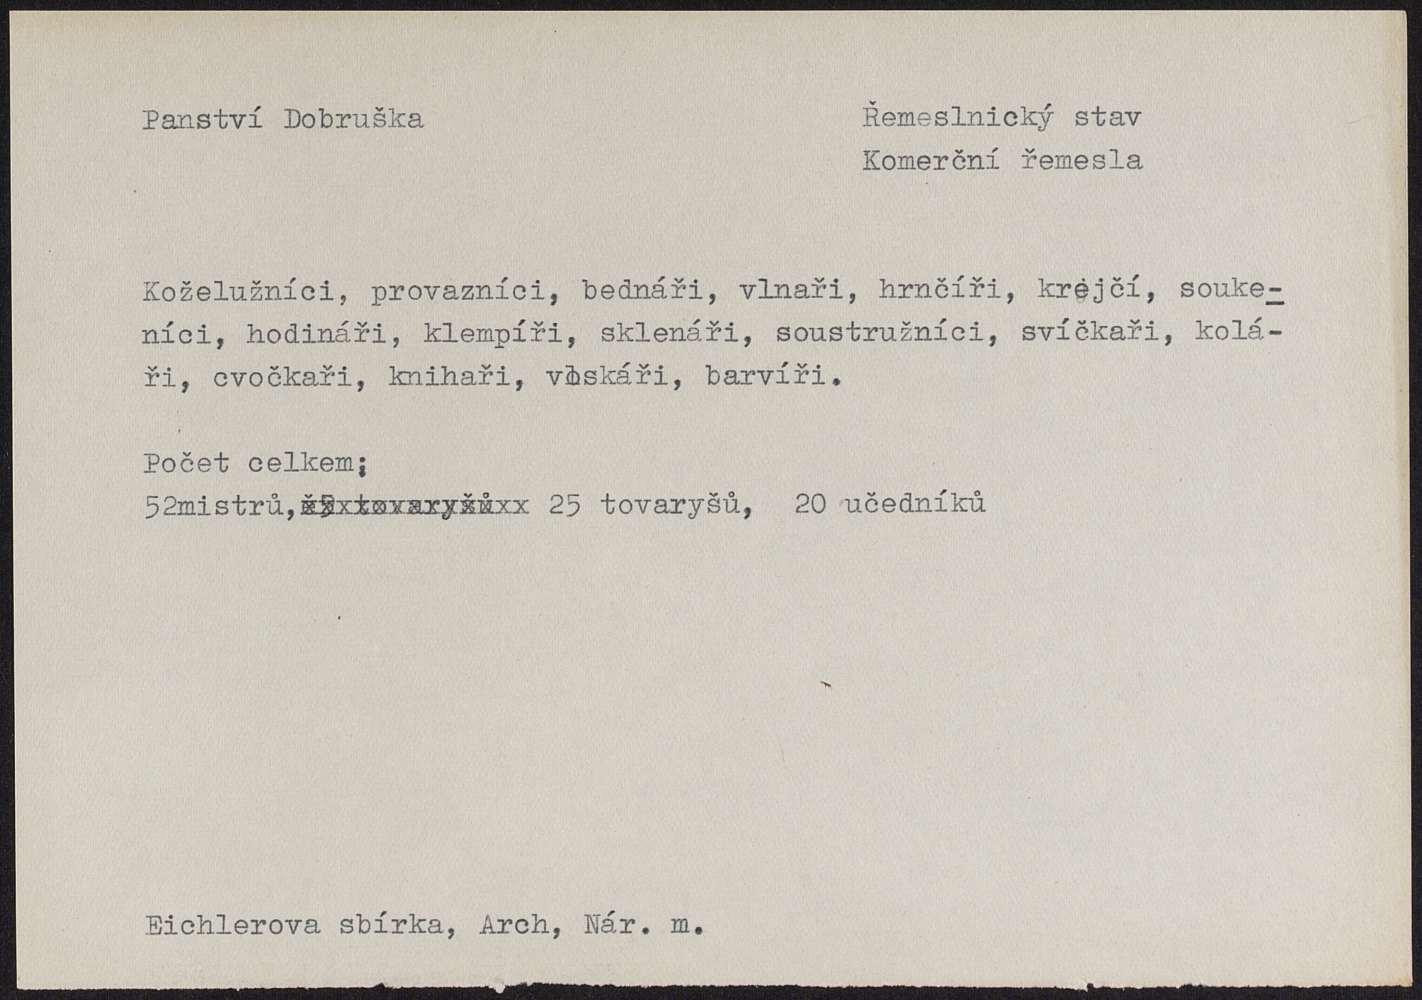 Panství Dobruška
Řemeslnický stav
Komerční řemesla
Koželužníci, provazníci, bednáři, vlnaři, hrnčíři, krejčí, souke-
níci, hodináři, klempíři, sklenáři, soustružníci, svíčkaři, kolá-
ři, cvočkaři, knihaři, voskáři, barvíři.
Počet celkem;
52mistrů, 25 tovaryšů, 20 učedníků
Eichlerova sbírka, Arch, Nár. m.